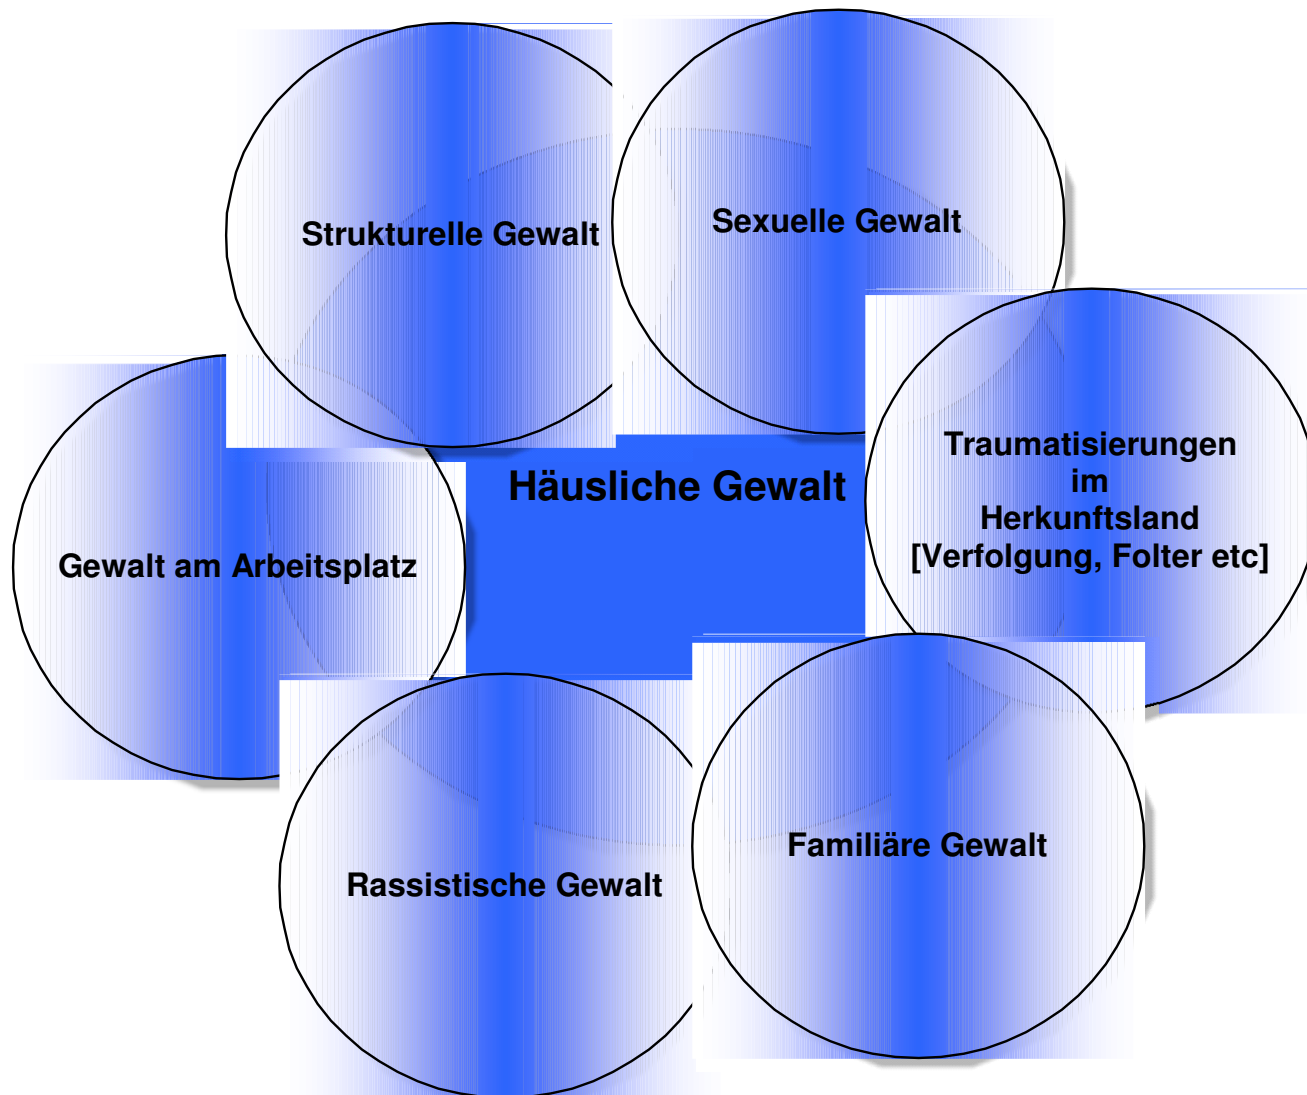 Strukturelle Gewalt
Sexuelle Gewalt
Traumatisierungen
im
Herkunftsland
[Verfolgung, Folter etc]
Häusliche Gewalt
Gewalt am Arbeitsplatz
Familiäre Gewalt
Rassistische Gewalt